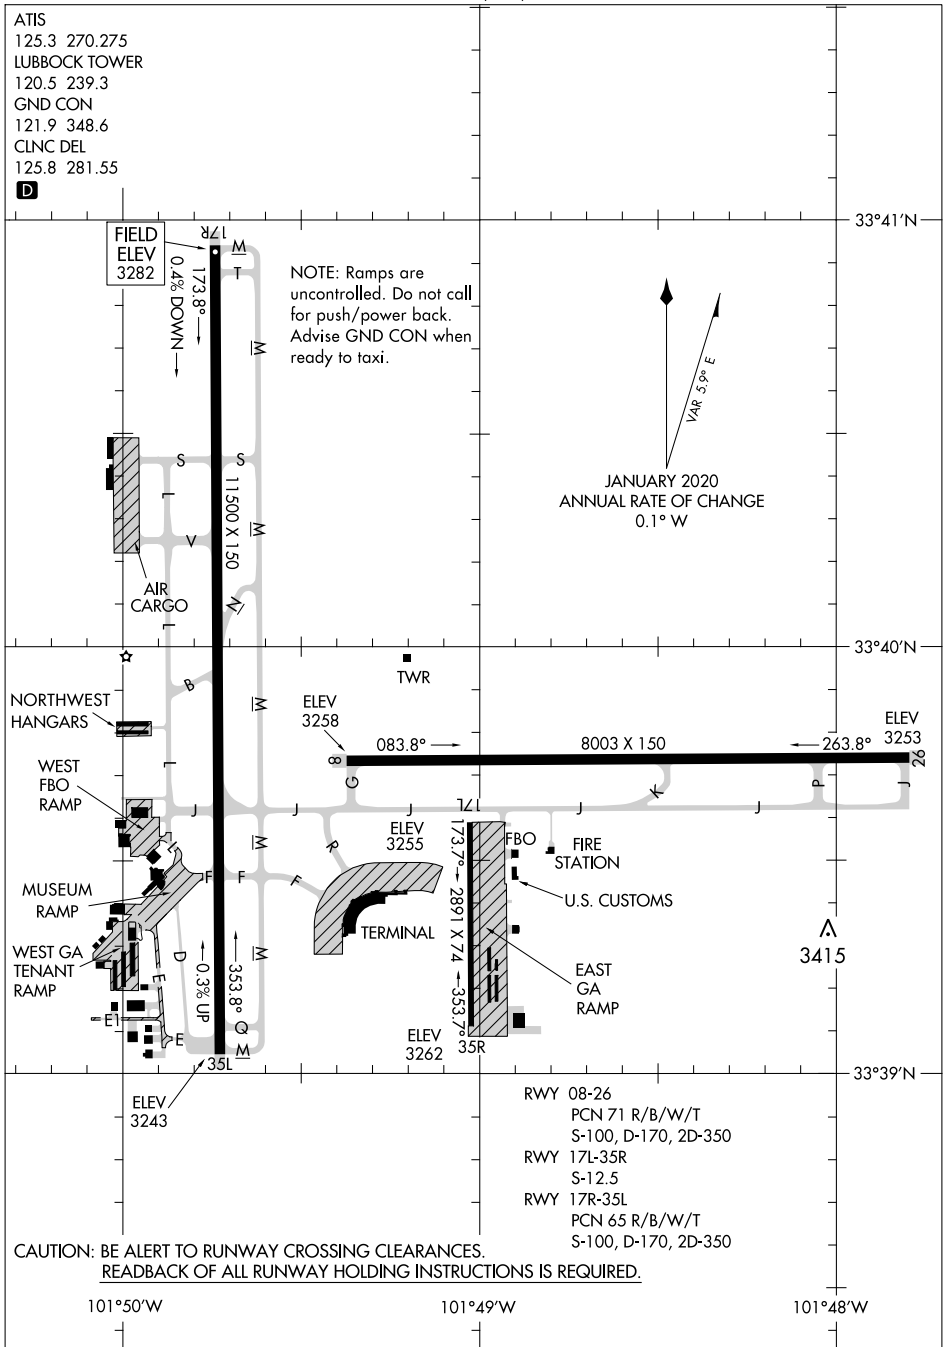 ATIS
125.3 270.275
LUBBOCK TOWER
120.5 239.3
GND CON
121.9 348.6
CLNC DEL
125.8 281.55
D
33°41'N
FIELD
ELEV
3282
17R
M
T
173.8°
0.4% DOWN
NOTE: Ramps are
uncontrolled. Do not call
for push/power back.
Advise GND CON when
ready to taxi.
M
VAR 5.9° E
JANUARY 2020
ANNUAL RATE OF CHANGE
0.1° W
S
S
L
11500 X 150
M
V
AIR
CARGO
N
L
33°40'N
TWR
B
M
NORTHWEST
HANGARS
ELEV
3258
ELEV
3253
083.8°
8003 X 150
263.8°
8
26
L
G
K
P
J
WEST
FBO
RAMP
J
J
J
J
17L
ELEV
3255
R
M
L
173.7°
FBO
FIRE
STATION
MUSEUM
RAMP
F
F
F
U.S. CUSTOMS
2891 X 74
TERMINAL
3415
WEST GA
TENANT
RAMP
D
E
M
0.3% UP
353.8°
353.7°
EAST
GA
RAMP
E1
E
Q
M
35L
ELEV
3262
35R
33°39'N
ELEV
3243
RWY 08-26
PCN 71 R/B/W/T
S-100, D-170, 2D-350
RWY 17L-35R
S-12.5
RWY 17R-35L
PCN 65 R/B/W/T
S-100, D-170, 2D-350
CAUTION: BE ALERT TO RUNWAY CROSSING CLEARANCES.
READBACK OF ALL RUNWAY HOLDING INSTRUCTIONS IS REQUIRED.
101°50'W
101°49'W
101°48'W